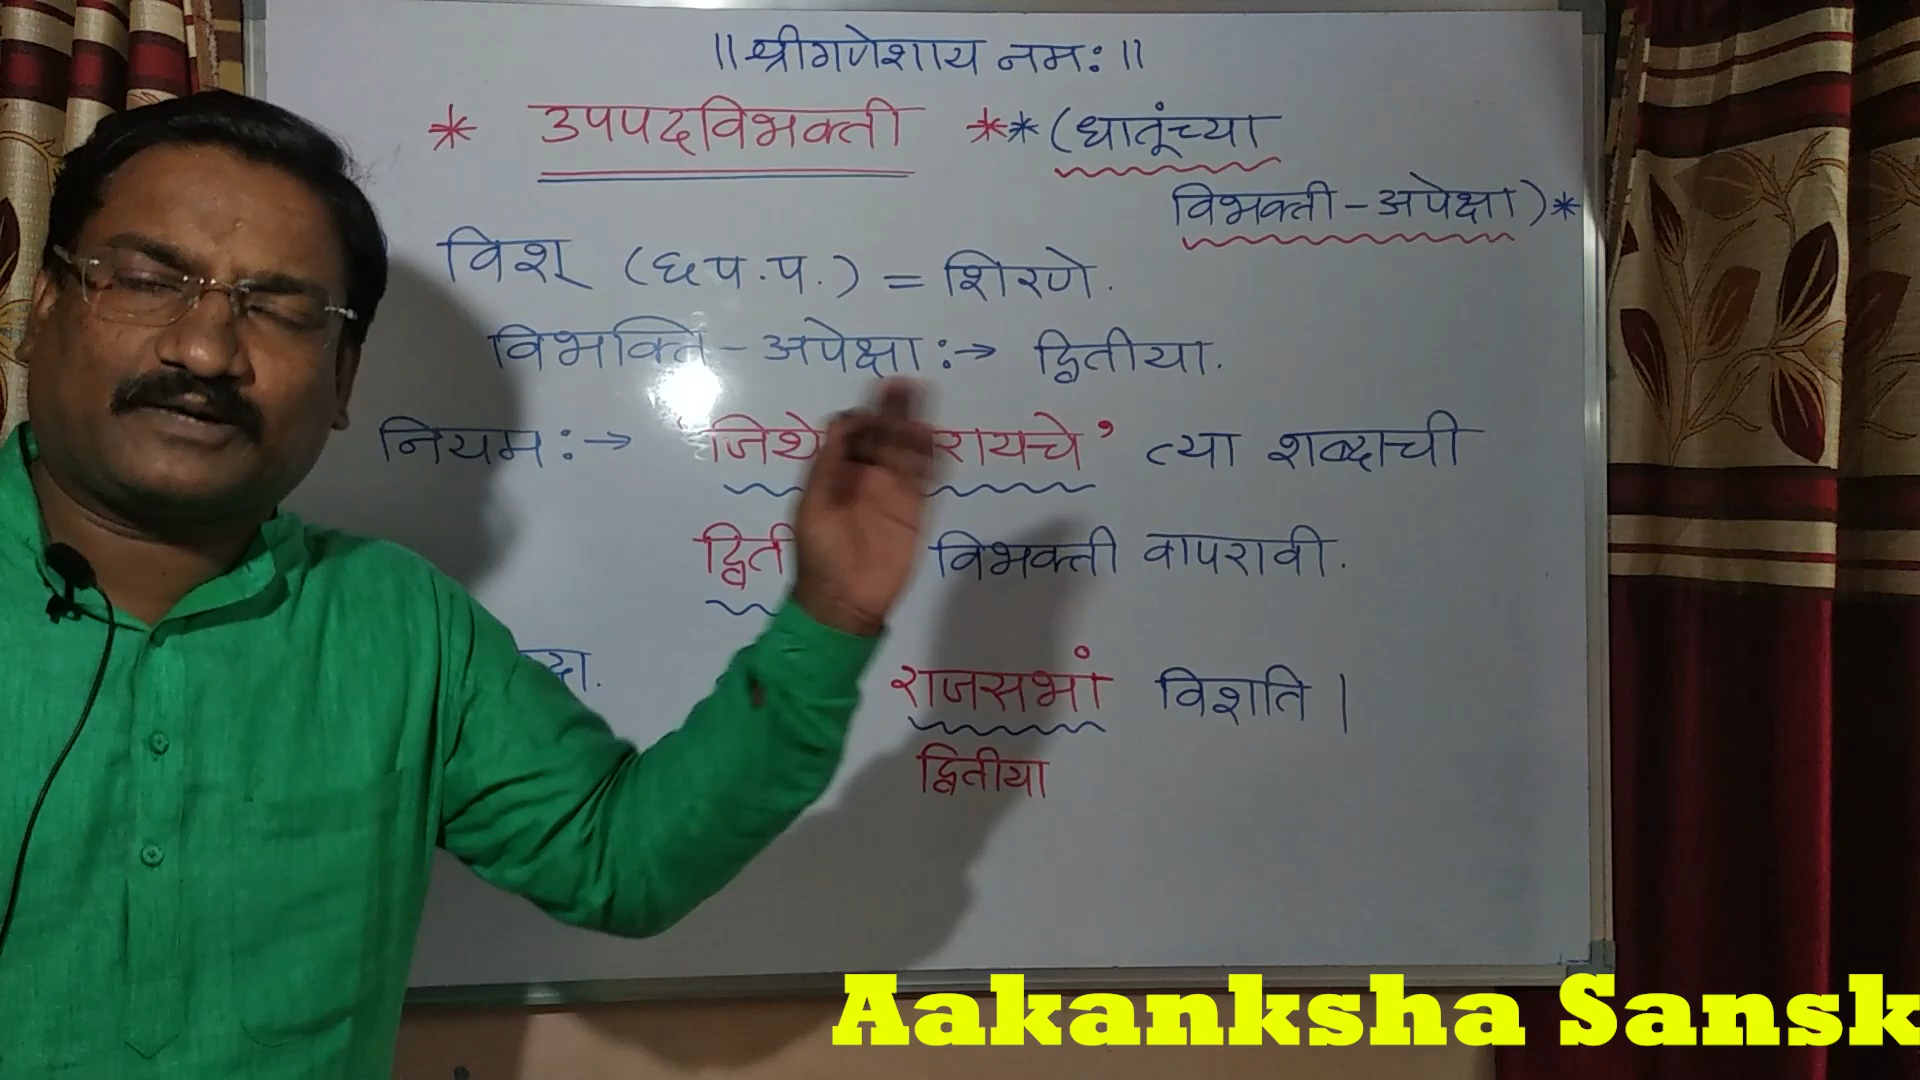 ॥ श्रीगणेशाय नमः ॥
* उपपदविभक्ती ** (धातूंच्या
विभक्ती - अपेक्षा) *
विश् (६ प. प.) = शिरणे.
विभक्ति - अपेक्षा :→ द्वितीया.
नियम :→ 'जिथे रायचे' त्या शब्दाची
द्विती विभक्ती वापरावी.
राजसभां विशति ।
द्वितीया
Aakanksha Sansk